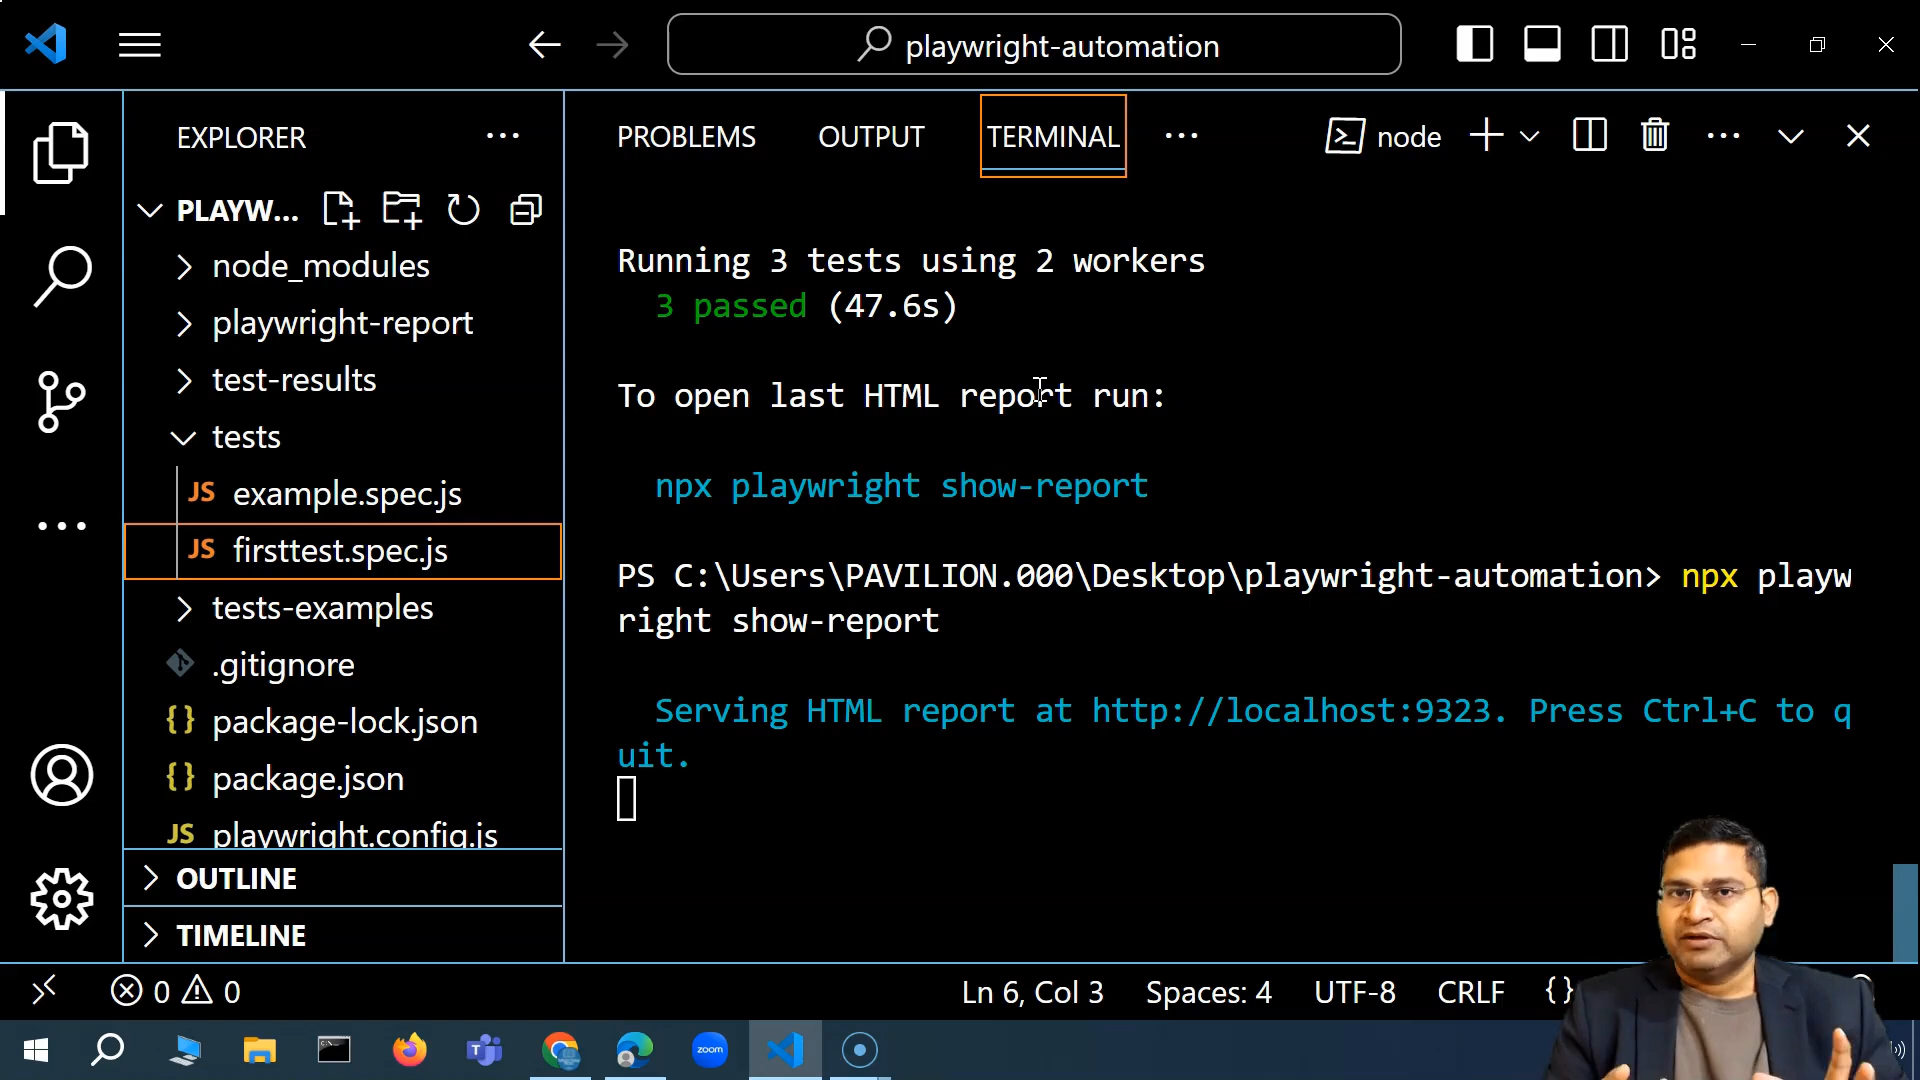 playwright-automation
EXPLORER
PROBLEMS OUTPUT TERMINAL
node
PLAYW...
node_modules
playwright-report
test-results
tests
JS example.spec.js
JS firsttest.spec.js
tests-examples
.gitignore
{} package-lock.json
{} package.json
JS playwright.config.js
OUTLINE
TIMELINE
Running 3 tests using 2 workers
3 passed (47.6s)
To open last HTML report run:
npx playwright show-report
PS C:\Users\PAVILION.000\Desktop\playwright-automation> npx playw
right show-report
Serving HTML report at http://localhost:9323. Press Ctrl+C to q
uit.
0 0
Ln 6, Col 3 Spaces: 4 UTF-8 CRLF {}
zoom